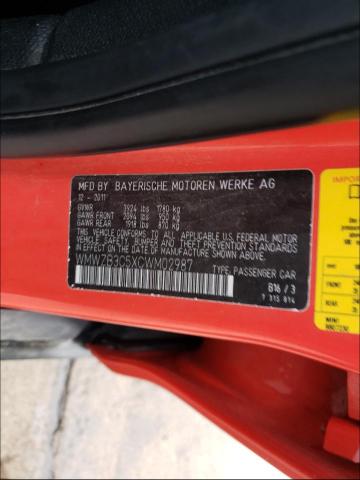 MFD BY BAYERISCHE MOTOREN WERKE AG
12 - 2011
GVWR 3924 lbs 1780 kg
GAWR FRONT 2094 lbs 950 kg
GAWR REAR 1918 lbs 870 kg
THIS VEHICLE CONFORMS TO ALL APPLICABLE
FEDERAL MOTOR VEHICLE SAFETY, BUMPER,
AND THEFT PREVENTION STANDARDS
IN EFFECT ON THE DATE OF
MANUFACTURE SHOWN ABOVE.
WMWZB3C5XCWM02987
TYPE: PASSENGER CAR
B16 / 3
7 313 814
MINI